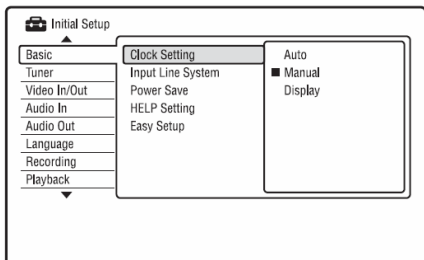 Initial Setup
Basic
Tuner
Video In/Out
Audio In
Audio Out
Language
Recording
Playback
Clock Setting
Input Line System
Power Save
HELP Setting
Easy Setup
Auto
Manual
Display